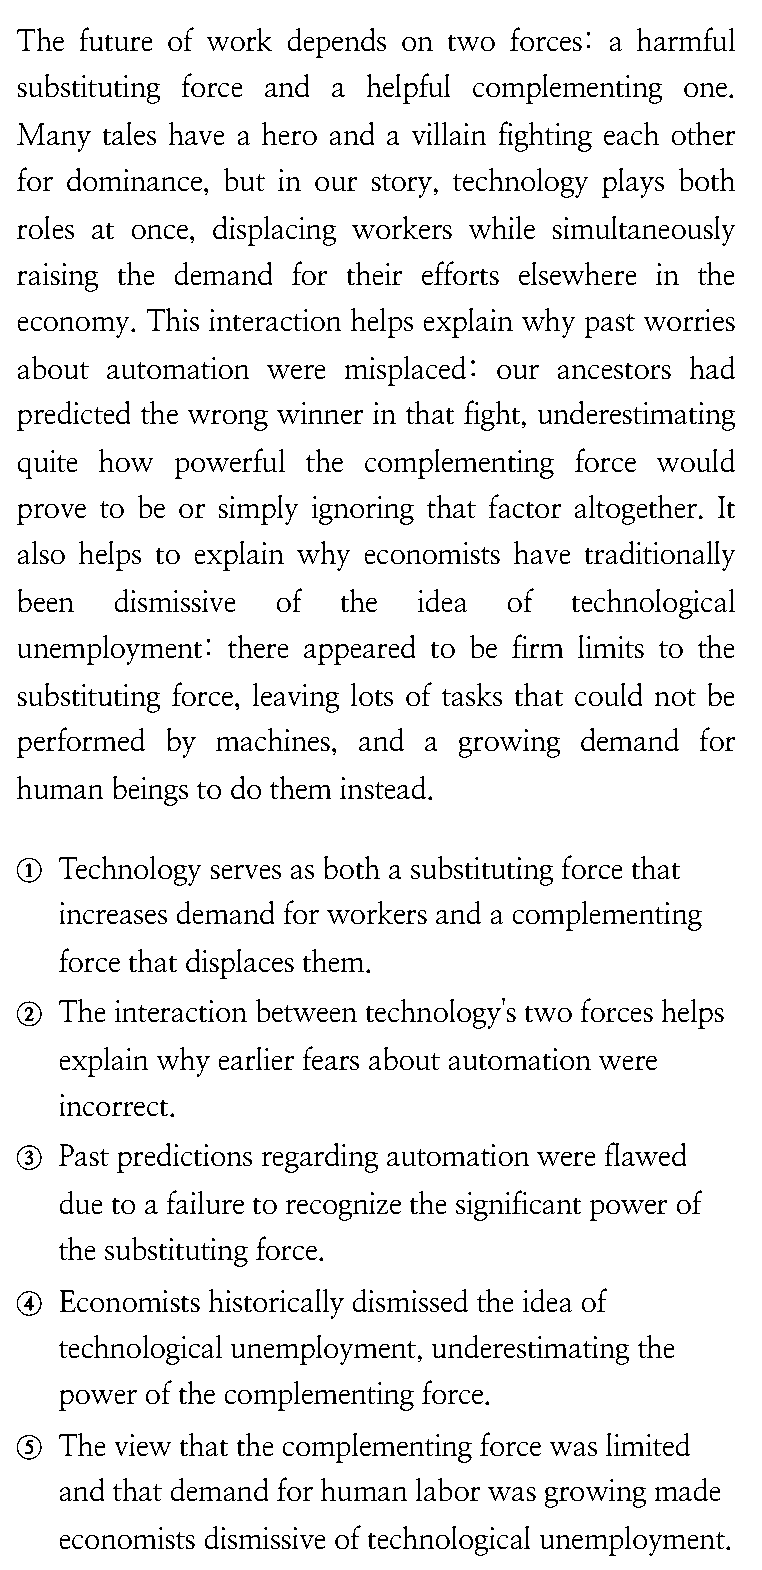 The future of work depends on two forces: a harmful
substituting force and a helpful complementing one.
Many tales have a hero and a villain fighting each other
for dominance, but in our story, technology plays both
roles at once, displacing workers while simultaneously
raising the demand for their efforts elsewhere in the
economy. This interaction helps explain why past worries
about automation were misplaced: our ancestors had
predicted the wrong winner in that fight, underestimating
quite how powerful the complementing force would
prove to be or simply ignoring that factor altogether. It
also helps to explain why economists have traditionally
been dismissive of the idea of technological
unemployment: there appeared to be firm limits to the
substituting force, leaving lots of tasks that could not be
performed by machines, and a growing demand for
human beings to do them instead.
① Technology serves as both a substituting force that
increases demand for workers and a complementing
force that displaces them.
② The interaction between technology's two forces helps
explain why earlier fears about automation were
incorrect.
③ Past predictions regarding automation were flawed
due to a failure to recognize the significant power of
the substituting force.
④ Economists historically dismissed the idea of
technological unemployment, underestimating the
power of the complementing force.
⑤ The view that the complementing force was limited
and that demand for human labor was growing made
economists dismissive of technological unemployment.